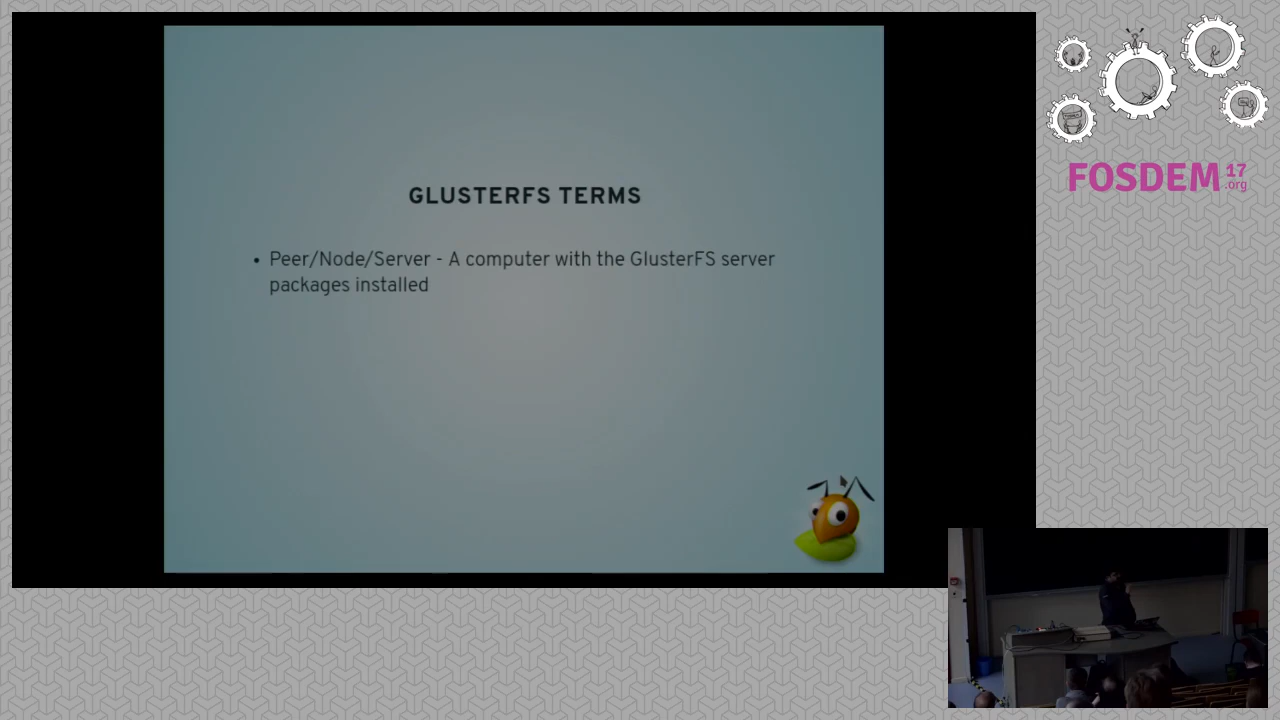 GLUSTERFS TERMS
• Peer/Node/Server - A computer with the GlusterFS server
packages installed
FOSDEM 17
.org